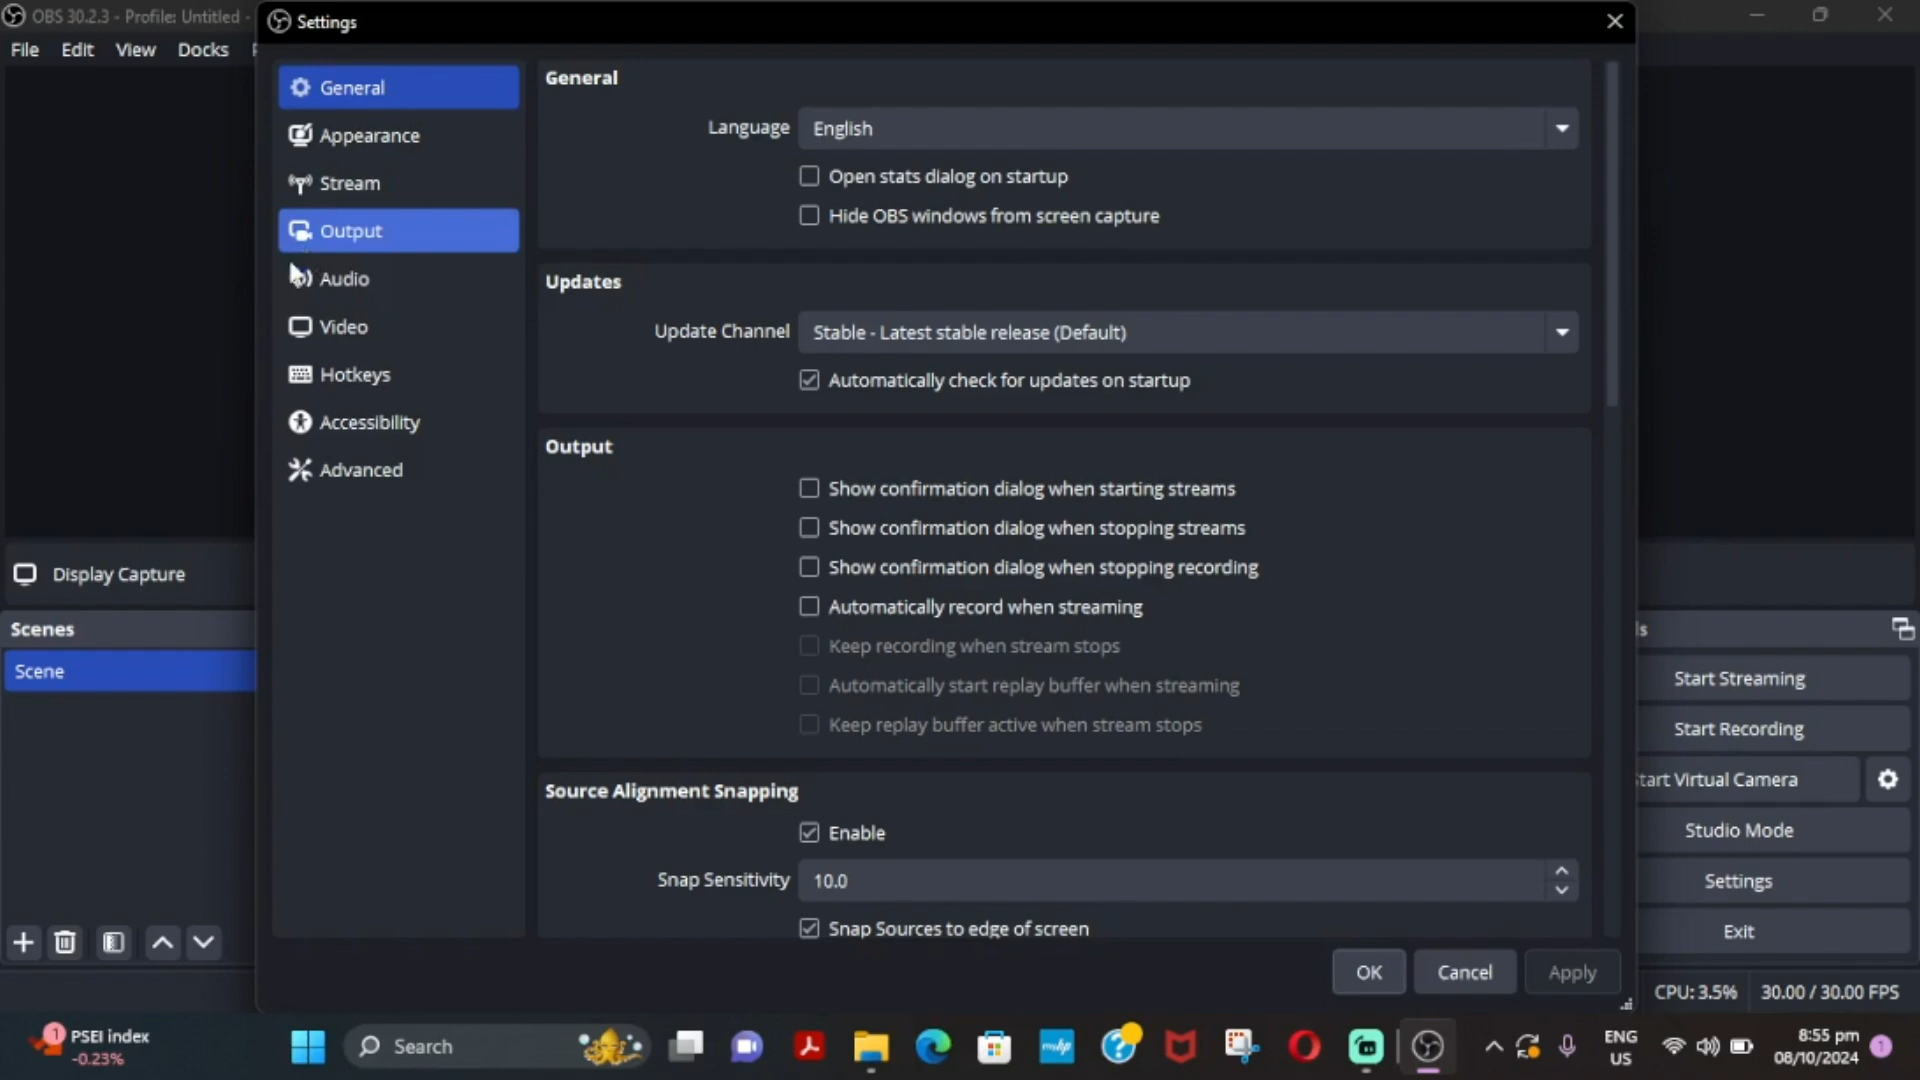 OBS 30.2.3 - Profile: Untitled -
File Edit View Docks
Settings
General
Appearance
Stream
Output
Audio
Video
Hotkeys
Accessibility
Advanced
General
Language English
Open stats dialog on startup
Hide OBS windows from screen capture
Updates
Update Channel Stable - Latest stable release (Default)
Automatically check for updates on startup
Output
Show confirmation dialog when starting streams
Show confirmation dialog when stopping streams
Show confirmation dialog when stopping recording
Automatically record when streaming
Keep recording when stream stops
Automatically start replay buffer when streaming
Keep replay buffer active when stream stops
Source Alignment Snapping
Enable
Snap Sensitivity 10.0
Snap Sources to edge of screen
OK Cancel Apply
Display Capture
Scenes
Scene
ls
Start Streaming
Start Recording
tart Virtual Camera
Studio Mode
Settings
Exit
CPU: 3.5% 30.00 / 30.00 FPS
1
PSEI index
-0.23%
Search
ENG
US
8:55 pm
08/10/2024
1